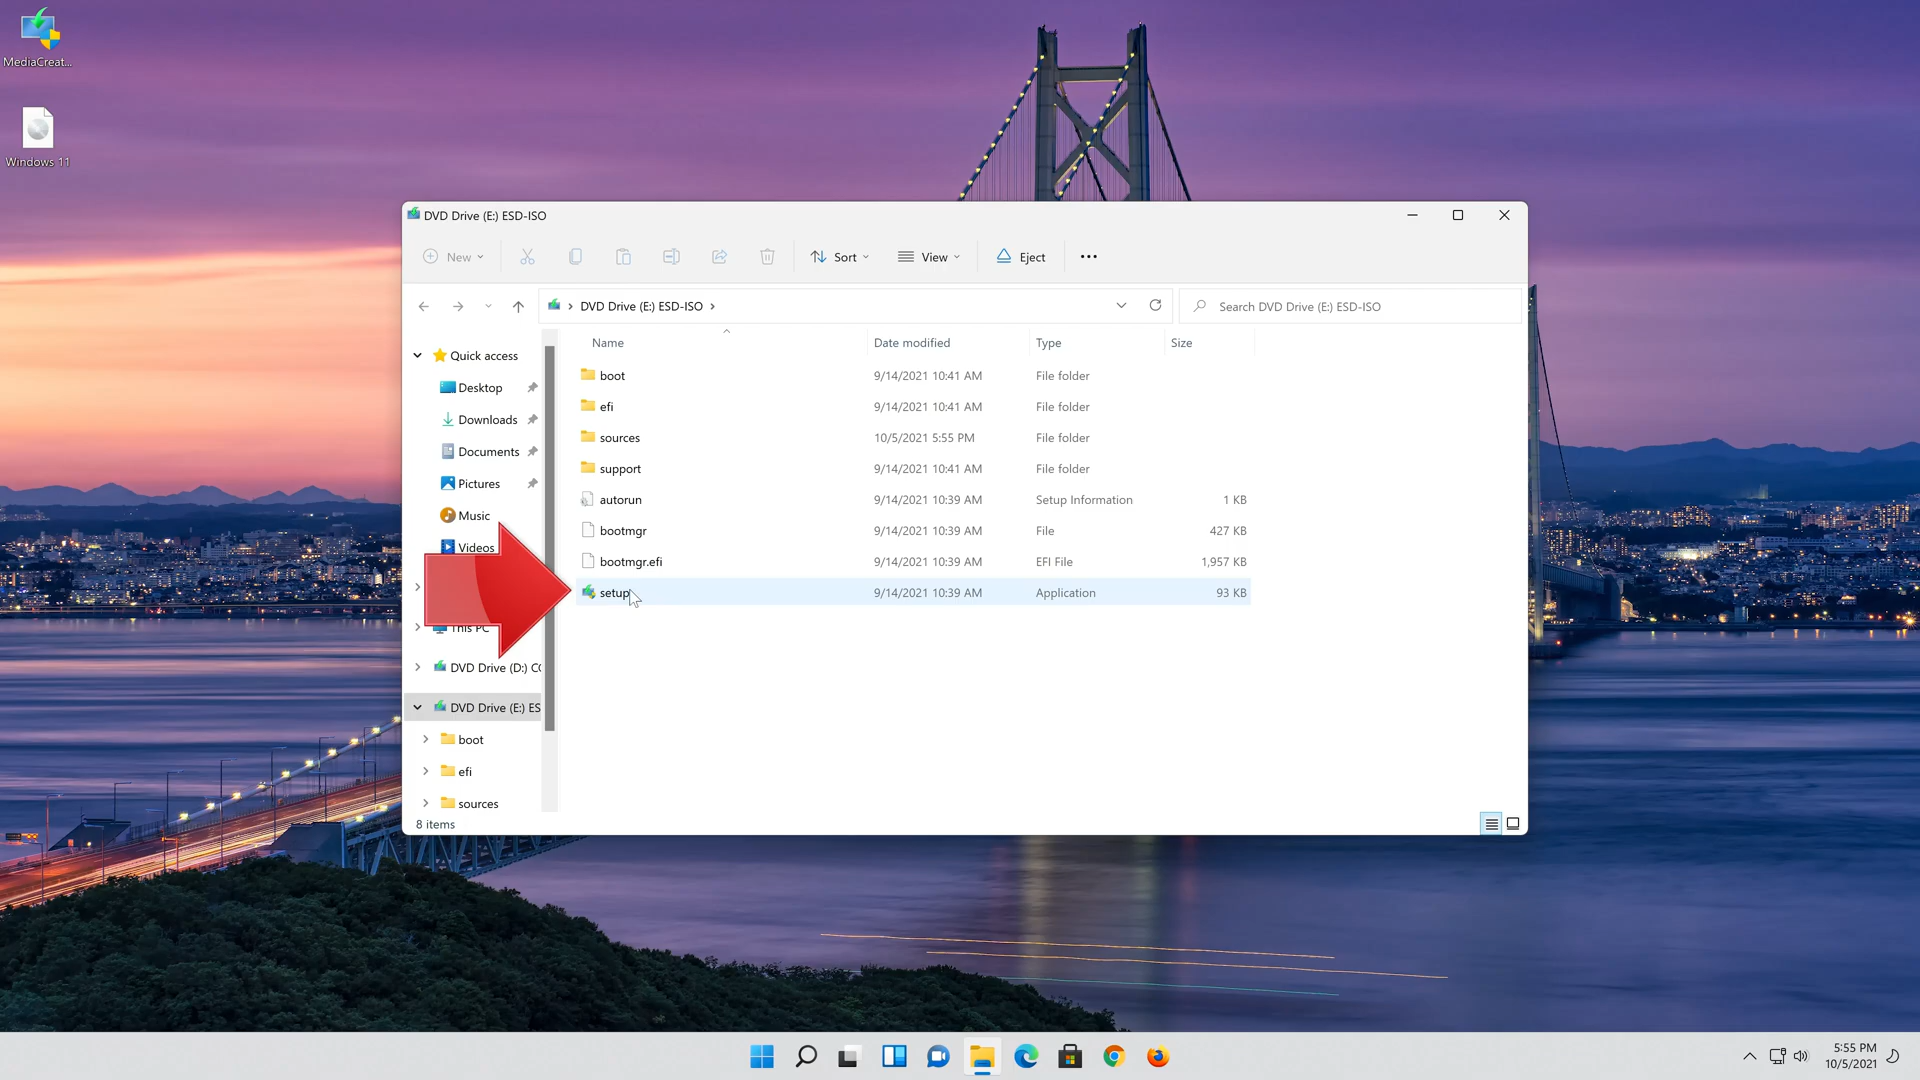 MediaCreat...
Windows 11
DVD Drive (E:) ESD-ISO
New
Sort
View
Eject
DVD Drive (E:) ESD-ISO
Search DVD Drive (E:) ESD-ISO
Name Date modified Type Size
boot 9/14/2021 10:41 AM File folder
efi 9/14/2021 10:41 AM File folder
sources 10/5/2021 5:55 PM File folder
support 9/14/2021 10:41 AM File folder
autorun 9/14/2021 10:39 AM Setup Information 1 KB
bootmgr 9/14/2021 10:39 AM File 427 KB
bootmgr.efi 9/14/2021 10:39 AM EFI File 1,957 KB
setup 9/14/2021 10:39 AM Application 93 KB
Quick access
Desktop
Downloads
Documents
Pictures
Music
Videos
This PC
DVD Drive (D:) CC
DVD Drive (E:) ES
boot
efi
sources
8 items
5:55 PM
10/5/2021